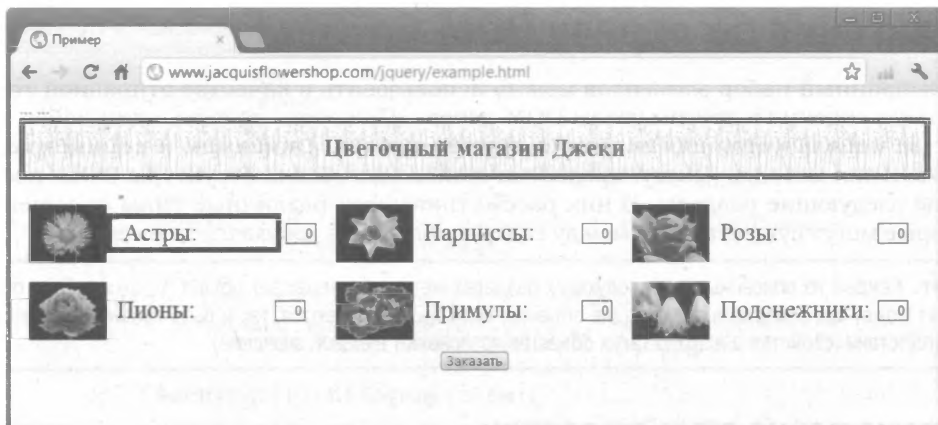 Пример
www.jacquisflowershop.com/jquery/example.html
Цветочный магазин Джеки
Астры: 0 Нарциссы: 0 Розы: 0
Пионы: 0 Примулы: 0 Подснежники: 0
Заказать